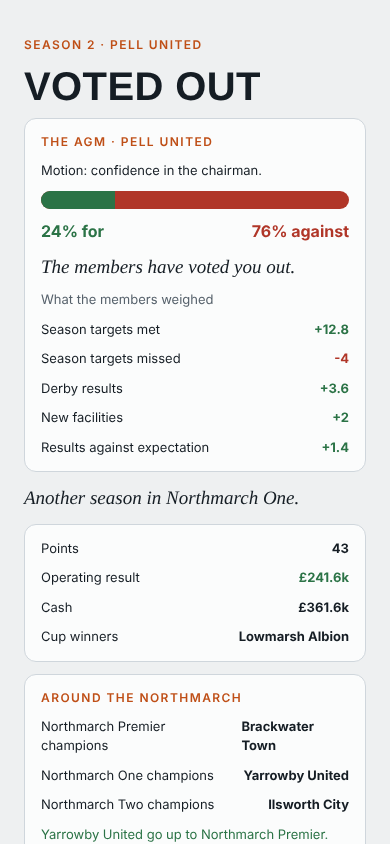 SEASON 2 · PELL UNITED
VOTED OUT
THE AGM · PELL UNITED
Motion: confidence in the chairman.
24% for 76% against
The members have voted you out.
What the members weighed
Season targets met +12.8
Season targets missed -4
Derby results +3.6
New facilities +2
Results against expectation +1.4
Another season in Northmarch One.
Points 43
Operating result £241.6k
Cash £361.6k
Cup winners Lowmarsh Albion
AROUND THE NORTHMARCH
Northmarch Premier Brackwater
champions Town
Northmarch One champions Yarrowby United
Northmarch Two champions Ilsworth City
Yarrowby United go up to Northmarch Premier.